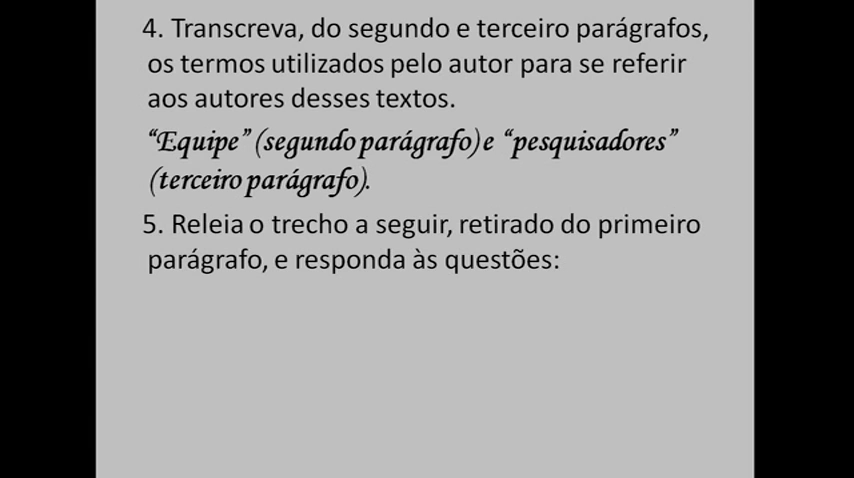 4. Transcreva, do segundo e terceiro parágrafos,
os termos utilizados pelo autor para se referir
aos autores desses textos.
“Equipe” (segundo parágrafo) e “pesquisadores”
(terceiro parágrafo).
5. Releia o trecho a seguir, retirado do primeiro
parágrafo, e responda às questões: